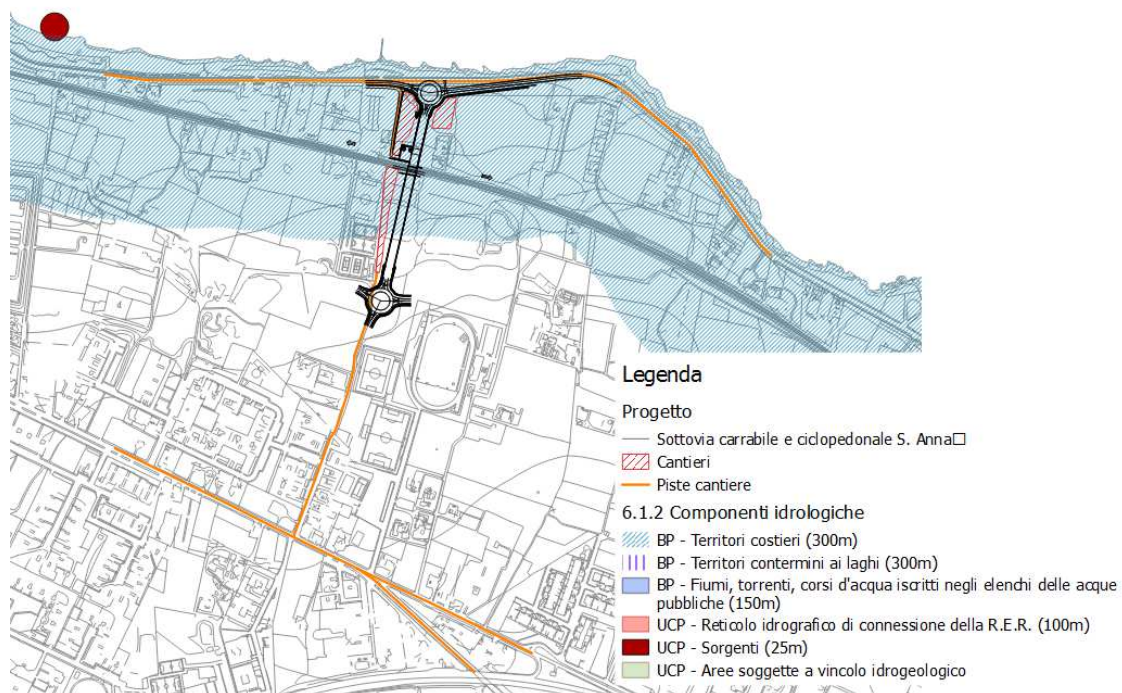 Legenda
Progetto
Sottovia carrabile e ciclopedonale S. Anna□
Cantieri
Piste cantiere
6.1.2 Componenti idrologiche
BP - Territori costieri (300m)
BP - Territori contermini ai laghi (300m)
BP - Fiumi, torrenti, corsi d'acqua iscritti negli elenchi delle acque
pubbliche (150m)
UCP - Reticolo idrografico di connessione della R.E.R. (100m)
UCP - Sorgenti (25m)
UCP - Aree soggette a vincolo idrogeologico